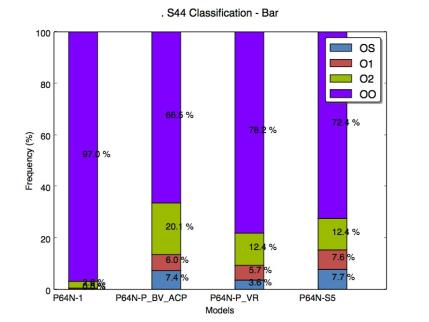 . S44 Classification - Bar
100
80
60
40
20
0
Frequency (%)
OS
O1
O2
OO
97.0 %
66.5 %
20.1 %
6.0 %
7.4 %
78.2 %
12.4 %
5.7 %
3.6 %
72.4 %
12.4 %
7.6 %
7.7 %
P64N-1
P64N-P_BV_ACP
P64N-P_VR
P64N-S5
Models